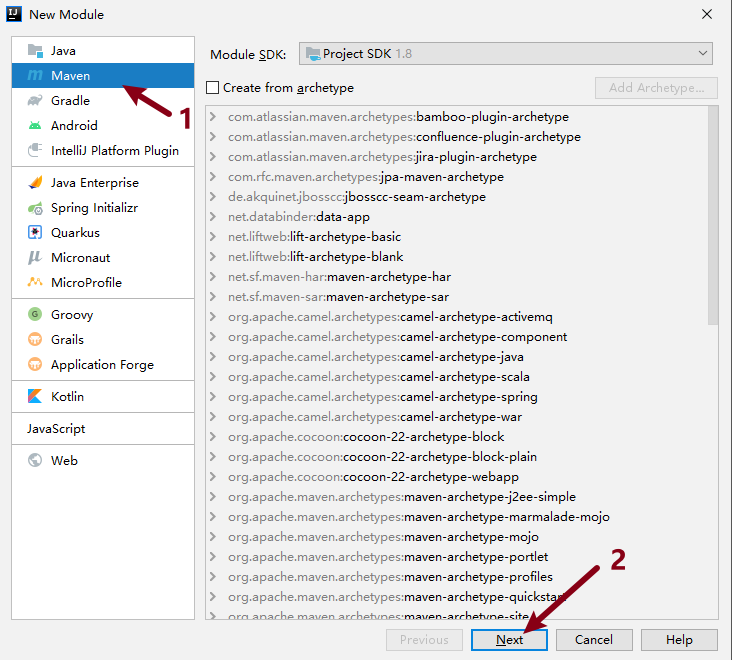 New Module
Java
Maven
Gradle
Android
IntelliJ Platform Plugin
Java Enterprise
Spring Initializr
Quarkus
Micronaut
MicroProfile
Groovy
Grails
Application Forge
Kotlin
JavaScript
Web
1
Module SDK: Project SDK 1.8
Create from archetype Add Archetype...
com.atlassian.maven.archetypes:bamboo-plugin-archetype
com.atlassian.maven.archetypes:confluence-plugin-archetype
com.atlassian.maven.archetypes:jira-plugin-archetype
com.rfc.maven.archetypes:jpa-maven-archetype
de.akquinet.jbosscc:jbosscc-seam-archetype
net.databinder:data-app
net.liftweb:lift-archetype-basic
net.liftweb:lift-archetype-blank
net.sf.maven-har:maven-archetype-har
net.sf.maven-sar:maven-archetype-sar
org.apache.camel.archetypes:camel-archetype-activemq
org.apache.camel.archetypes:camel-archetype-component
org.apache.camel.archetypes:camel-archetype-java
org.apache.camel.archetypes:camel-archetype-scala
org.apache.camel.archetypes:camel-archetype-spring
org.apache.camel.archetypes:camel-archetype-war
org.apache.cocoon:cocoon-22-archetype-block
org.apache.cocoon:cocoon-22-archetype-block-plain
org.apache.cocoon:cocoon-22-archetype-webapp
org.apache.maven.archetypes:maven-archetype-j2ee-simple
org.apache.maven.archetypes:maven-archetype-marmalade-mojo
org.apache.maven.archetypes:maven-archetype-mojo
org.apache.maven.archetypes:maven-archetype-portlet
org.apache.maven.archetypes:maven-archetype-profiles
org.apache.maven.archetypes:maven-archetype-quickstart
org.apache.maven.archetypes:maven-archetype-site
2
Previous Next Cancel Help